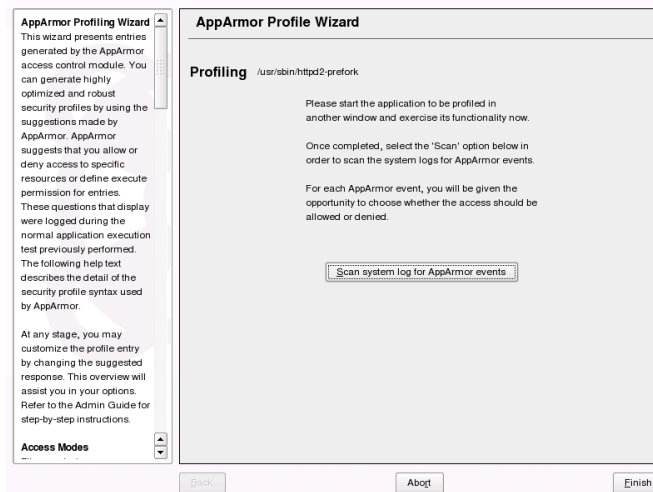 AppArmor Profiling Wizard
This wizard presents entries
generated by the AppArmor
access control module. You
can generate highly
optimized and robust
security profiles by using the
suggestions made by
AppArmor. AppArmor
suggests that you allow or
deny access to specific
resources or define execute
permission for entries.
These questions that display
were logged during the
normal application execution
test previously performed.
The following help text
describes the detail of the
security profile syntax used
by AppArmor.
At any stage, you may
customize the profile entry
by changing the suggested
response. This overview will
assist you in your options.
Refer to the Admin Guide for
step-by-step instructions.
Access Modes
AppArmor Profile Wizard
Profiling /usr/sbin/httpd2-prefork
Please start the application to be profiled in
another window and exercise its functionality now.
Once completed, select the 'Scan' option below in
order to scan the system logs for AppArmor events.
For each AppArmor event, you will be given the
opportunity to choose whether the access should be
allowed or denied.
Scan system log for AppArmor events
Back
Abort
Finish